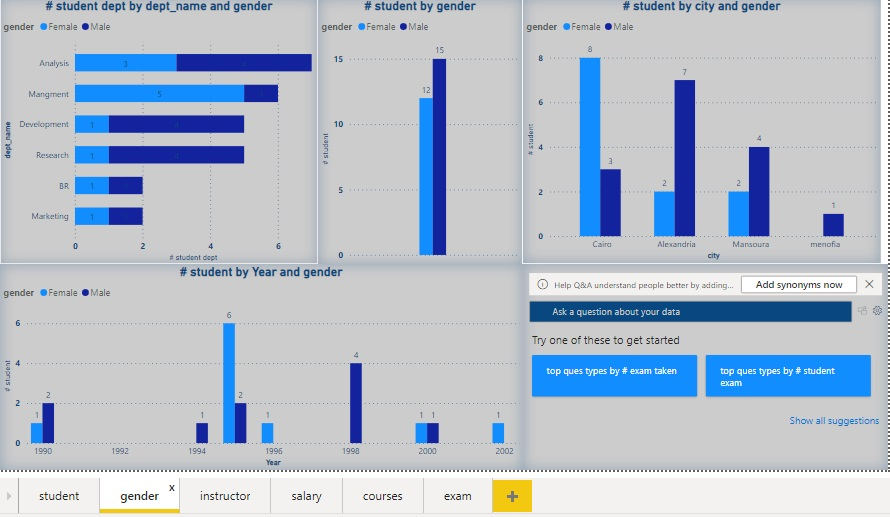 # student dept by dept_name and gender
gender Female Male
dept_name
Analysis 3 4
Mangment 5
Development 1 4
Research 1 4
BR 1
Marketing 1
0 2 4 6
# student dept
# student by gender
gender Female Male
# student
15
10
5
0
12 15
# student by city and gender
gender Female Male
# student
8
6
4
2
0
8 3 2 7 2 4 1
Cairo Alexandria Mansoura menofia
city
# student by Year and gender
gender Female Male
# student
6
4
2
0
1 2 1 6 2 1 4 1 1 1
1990 1992 1994 1996 1998 2000 2002
Year
Help Q&A understand people better by adding...
Add synonyms now
Ask a question about your data
Try one of these to get started
top ques types by # exam taken
top ques types by # student
exam
Show all suggestions
student gender x instructor salary courses exam +